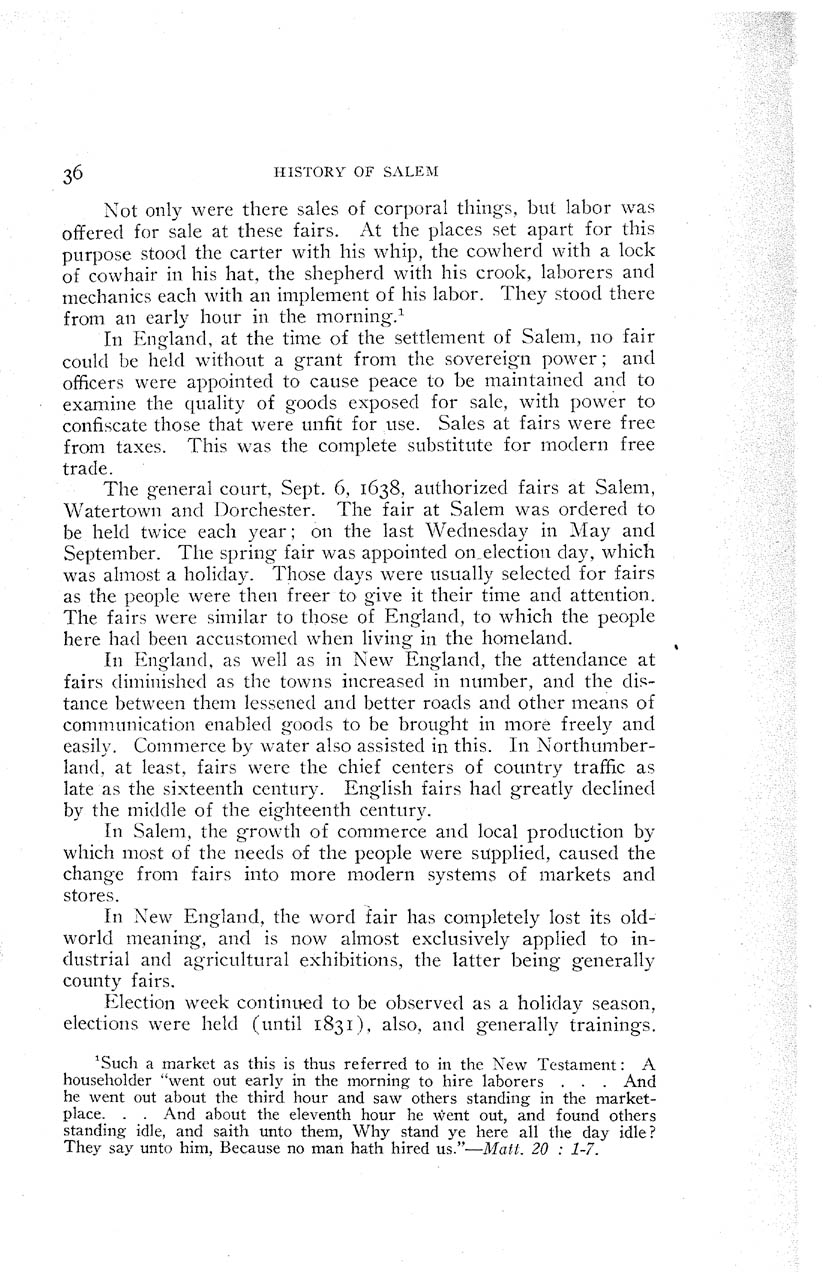 36 HISTORY OF SALEM
Not only were there sales of corporal things, but labor was
offered for sale at these fairs. At the places set apart for this
purpose stood the carter with his whip, the cowherd with a lock
of cowhair in his hat, the shepherd with his crook, laborers and
mechanics each with an implement of his labor. They stood there
from an early hour in the morning.¹
In England, at the time of the settlement of Salem, no fair
could be held without a grant from the sovereign power; and
officers were appointed to cause peace to be maintained and to
examine the quality of goods exposed for sale, with power to
confiscate those that were unfit for use. Sales at fairs were free
from taxes. This was the complete substitute for modern free
trade.
The general court, Sept. 6, 1638, authorized fairs at Salem,
Watertown and Dorchester. The fair at Salem was ordered to
be held twice each year; on the last Wednesday in May and
September. The spring fair was appointed on election day, which
was almost a holiday. Those days were usually selected for fairs
as the people were then freer to give it their time and attention.
The fairs were similar to those of England, to which the people
here had been accustomed when living in the homeland.
In England, as well as in New England, the attendance at
fairs diminished as the towns increased in number, and the dis-
tance between them lessened and better roads and other means of
communication enabled goods to be brought in more freely and
easily. Commerce by water also assisted in this. In Northumber-
land, at least, fairs were the chief centers of country traffic as
late as the sixteenth century. English fairs had greatly declined
by the middle of the eighteenth century.
In Salem, the growth of commerce and local production by
which most of the needs of the people were supplied, caused the
change from fairs into more modern systems of markets and
stores.
In New England, the word fair has completely lost its old-
world meaning, and is now almost exclusively applied to in-
dustrial and agricultural exhibitions, the latter being generally
county fairs.
Election week continued to be observed as a holiday season,
elections were held (until 1831), also, and generally trainings.
¹Such a market as this is thus referred to in the New Testament: A
householder "went out early in the morning to hire laborers . . . And
he went out about the third hour and saw others standing in the market-
place. . . And about the eleventh hour he went out, and found others
standing idle, and saith unto them, Why stand ye here all the day idle?
They say unto him, Because no man hath hired us."—Matt. 20 : 1-7.